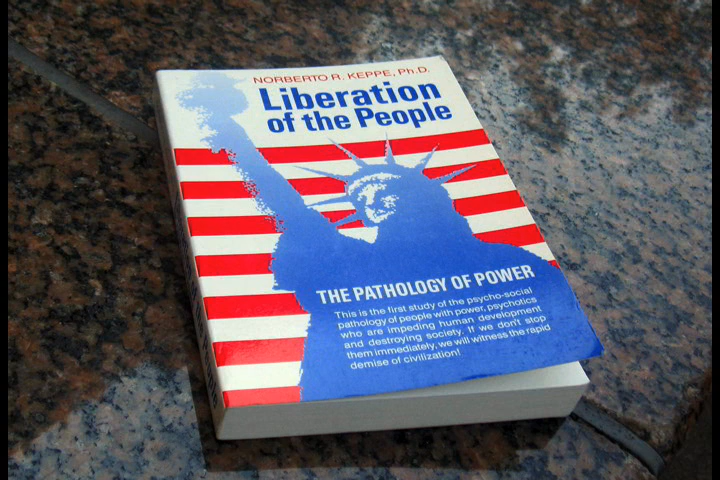 NORBERTO R. KEPPE, Ph.D.
Liberation
of the People
THE PATHOLOGY OF POWER
This is the first study of the psycho-social
pathology of people with power, psychotics
who are impeding human development
and destroying society. If we don't stop
them immediately, we will witness the rapid
demise of civilization!